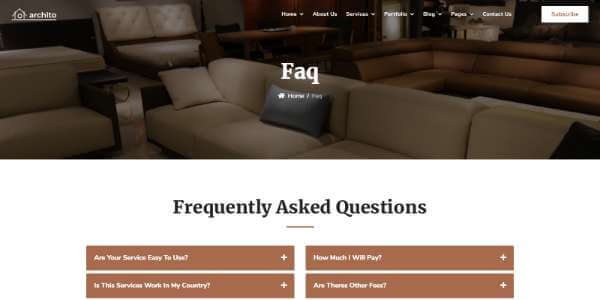 archito
Home About Us Services Portfolio Blog Pages Contact Us Subscribe
Faq
Home / Faq
Frequently Asked Questions
Are Your Service Easy To Use? +
How Much I Will Pay? +
Is This Services Work In My Country? +
Are Therse Other Fees? +